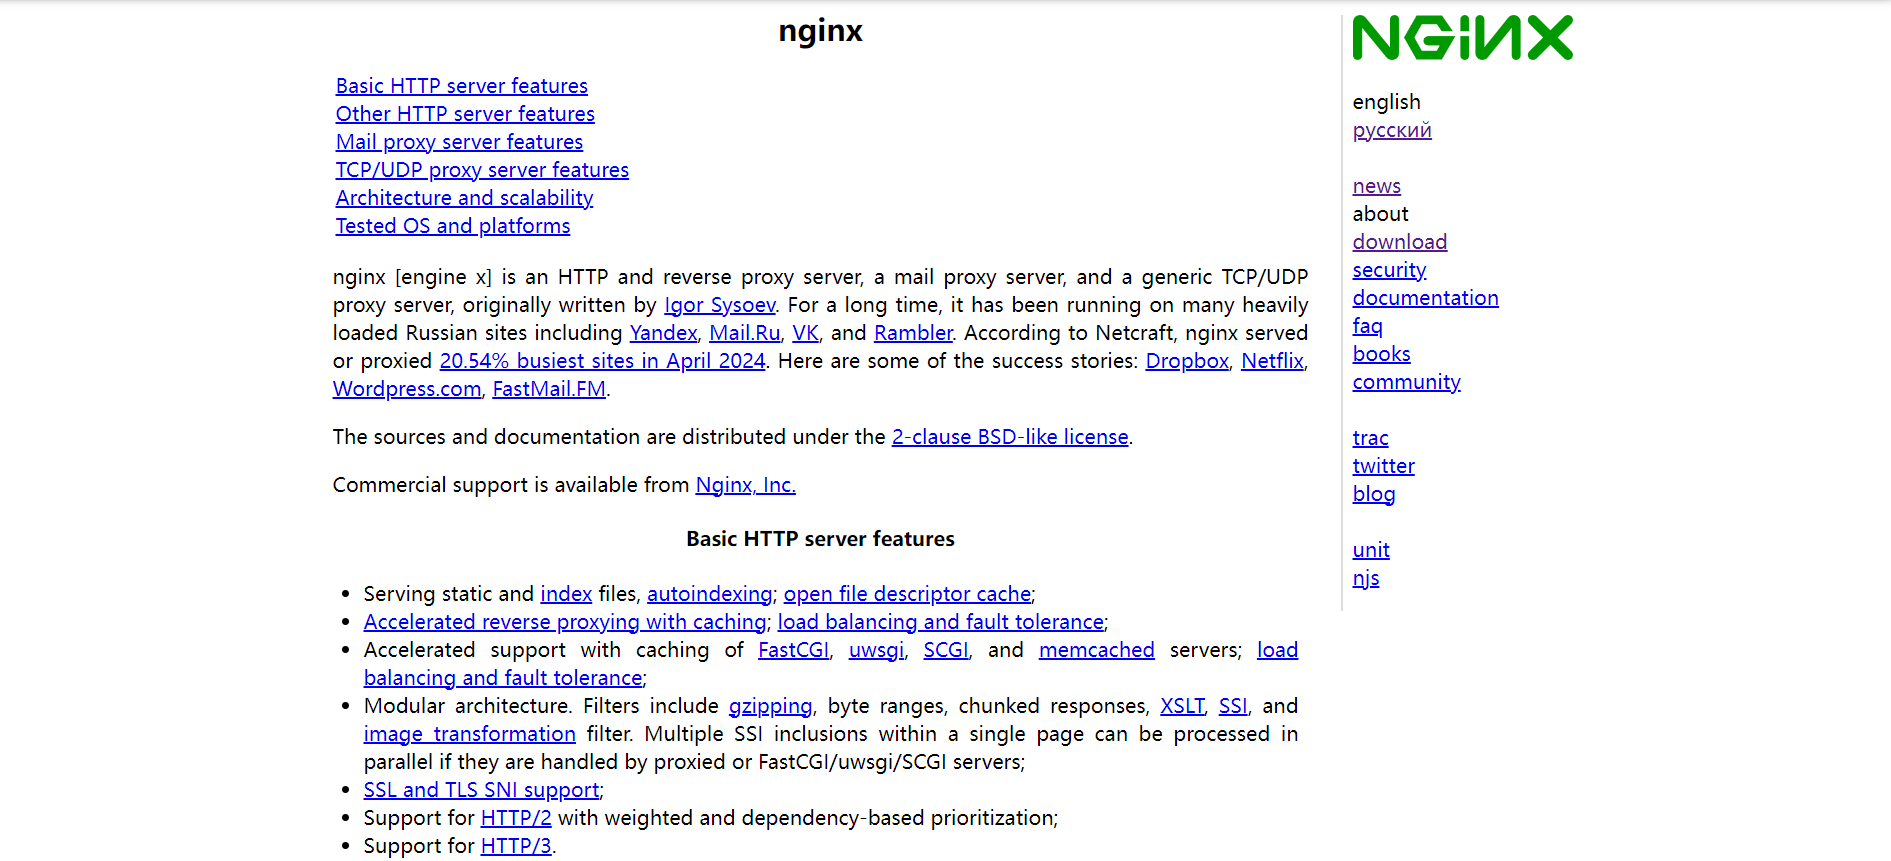 nginx
Basic HTTP server features
Other HTTP server features
Mail proxy server features
TCP/UDP proxy server features
Architecture and scalability
Tested OS and platforms
nginx [engine x] is an HTTP and reverse proxy server, a mail proxy server, and a generic TCP/UDP
proxy server, originally written by Igor Sysoev. For a long time, it has been running on many heavily
loaded Russian sites including Yandex, Mail.Ru, VK, and Rambler. According to Netcraft, nginx served
or proxied 20.54% busiest sites in April 2024. Here are some of the success stories: Dropbox, Netflix,
Wordpress.com, FastMail.FM.
The sources and documentation are distributed under the 2-clause BSD-like license.
Commercial support is available from Nginx, Inc.
Basic HTTP server features
• Serving static and index files, autoindexing; open file descriptor cache;
• Accelerated reverse proxying with caching; load balancing and fault tolerance;
• Accelerated support with caching of FastCGI, uwsgi, SCGI, and memcached servers; load
balancing and fault tolerance;
• Modular architecture. Filters include gzipping, byte ranges, chunked responses, XSLT, SSI, and
image transformation filter. Multiple SSI inclusions within a single page can be processed in
parallel if they are handled by proxied or FastCGI/uwsgi/SCGI servers;
• SSL and TLS SNI support;
• Support for HTTP/2 with weighted and dependency-based prioritization;
• Support for HTTP/3.
NGiNX
english
русский
news
about
download
security
documentation
faq
books
community
trac
twitter
blog
unit
njs